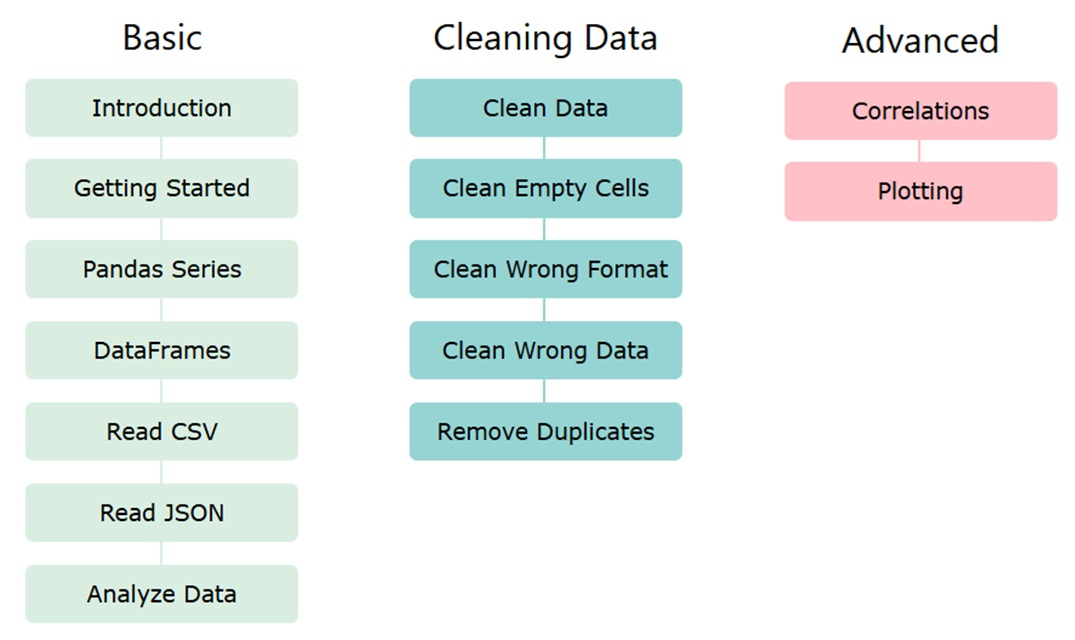 Basic
Introduction
Getting Started
Pandas Series
DataFrames
Read CSV
Read JSON
Analyze Data
Cleaning Data
Clean Data
Clean Empty Cells
Clean Wrong Format
Clean Wrong Data
Remove Duplicates
Advanced
Correlations
Plotting